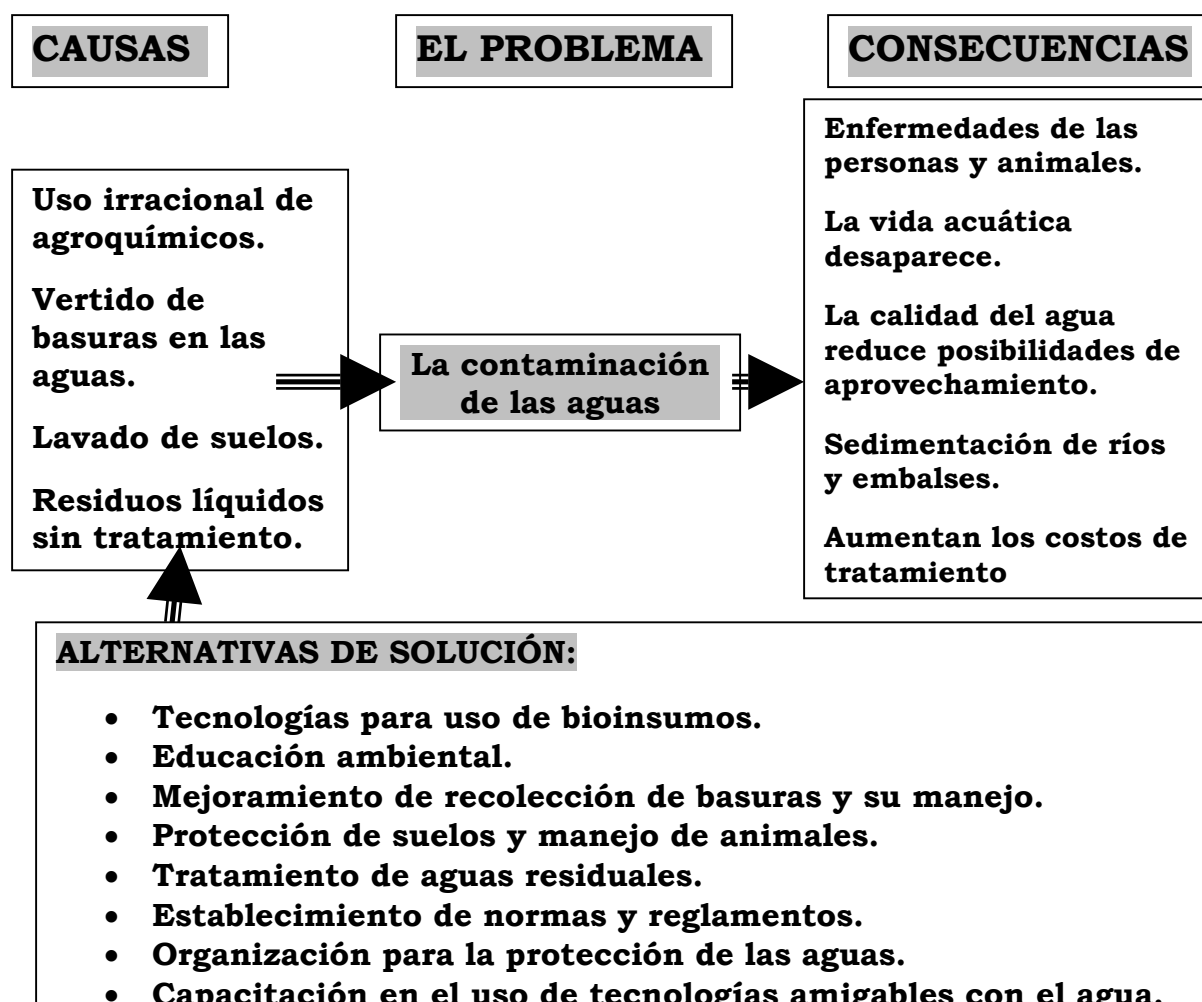 CAUSAS
EL PROBLEMA
CONSECUENCIAS
Uso irracional de
agroquímicos.
Vertido de
basuras en las
aguas.
Lavado de suelos.
Residuos líquidos
sin tratamiento.
La contaminación
de las aguas
Enfermedades de las
personas y animales.
La vida acuática
desaparece.
La calidad del agua
reduce posibilidades de
aprovechamiento.
Sedimentación de ríos
y embalses.
Aumentan los costos de
tratamiento
ALTERNATIVAS DE SOLUCIÓN:
• Tecnologías para uso de bioinsumos.
• Educación ambiental.
• Mejoramiento de recolección de basuras y su manejo.
• Protección de suelos y manejo de animales.
• Tratamiento de aguas residuales.
• Establecimiento de normas y reglamentos.
• Organización para la protección de las aguas.
• Capacitación en el uso de tecnologías amigables con el agua.